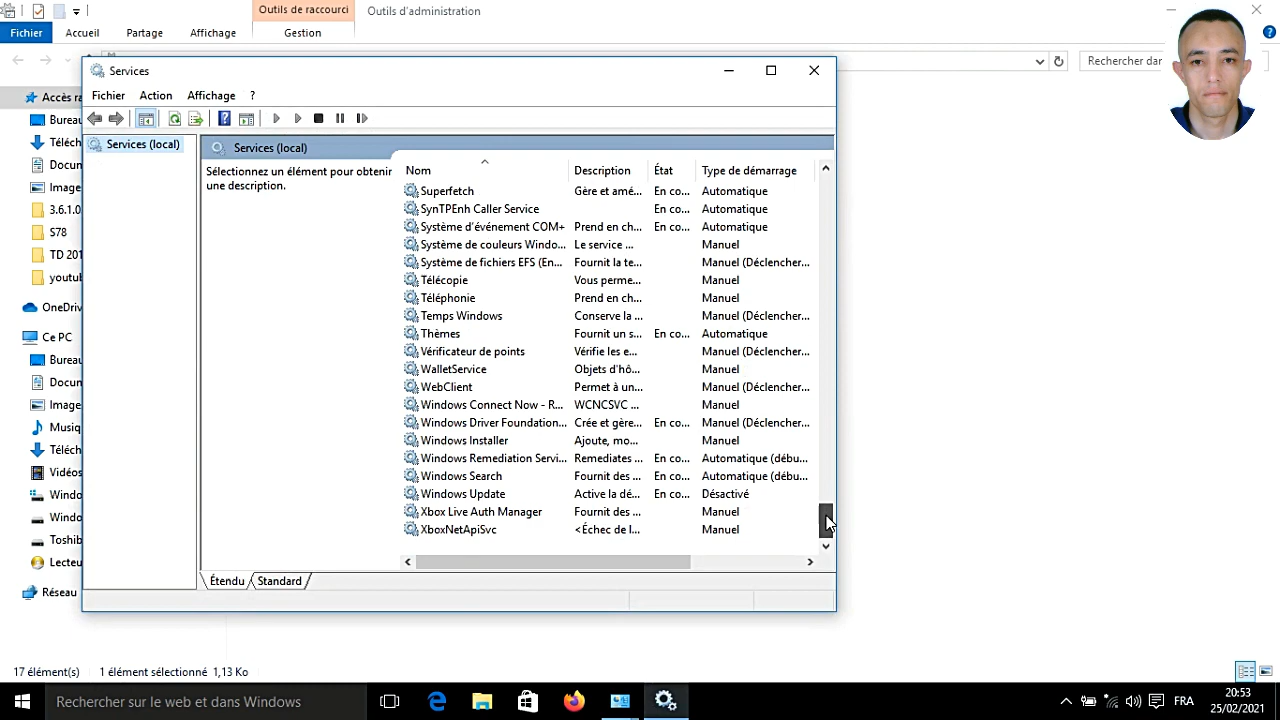 Outils de raccourci
Outils d'administration
Fichier
Accueil
Partage
Affichage
Gestion
Rechercher dan
Services
Fichier
Action
Affichage
?
Services (local)
Services (local)
Sélectionnez un élément pour obtenir
une description.
Nom
Description
État
Type de démarrage
Superfetch Gère et amé... En co... Automatique
SynTPEnh Caller Service En co... Automatique
Système d'événement COM+ Prend en ch... En co... Automatique
Système de couleurs Windo... Le service ... Manuel
Système de fichiers EFS (En... Fournit la te... Manuel (Déclencher...
Télécopie Vous perme... Manuel
Téléphonie Prend en ch... Manuel
Temps Windows Conserve la ... Manuel (Déclencher...
Thèmes Fournit un s... En co... Automatique
Vérificateur de points Vérifie les e... Manuel (Déclencher...
WalletService Objets d'hô... Manuel
WebClient Permet à un... Manuel (Déclencher...
Windows Connect Now - R... WCNCSVC ... Manuel
Windows Driver Foundation... Crée et gère... En co... Manuel (Déclencher...
Windows Installer Ajoute, mo... Manuel
Windows Remediation Servi... Remediates ... En co... Automatique (débu...
Windows Search Fournit des ... En co... Automatique (débu...
Windows Update Active la dé... En co... Désactivé
Xbox Live Auth Manager Fournit des ... Manuel
XboxNetApiSvc <Échec de l... Manuel
Étendu
Standard
Accès ra
Bureau
Téléch
Docum
Image
3.6.1.0
S78
TD 201
youtub
OneDriv
Ce PC
Bureau
Docum
Image
Musiq
Téléch
Vidéos
Windo
Windo
Toshib
Lecteu
Réseau
17 élément(s)
1 élément sélectionné 1,13 Ko
Rechercher sur le web et dans Windows
FRA
20:53
25/02/2021